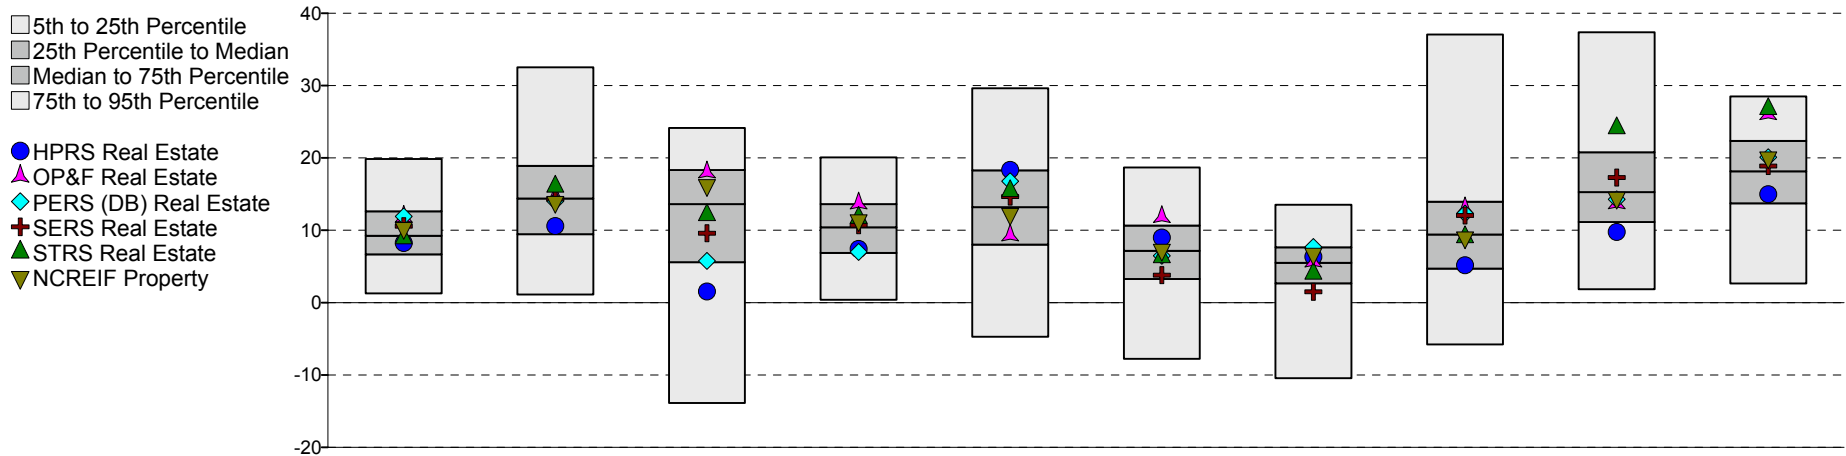 5th to 25th Percentile
25th Percentile to Median
Median to 75th Percentile
75th to 95th Percentile
HPRS Real Estate
OP&F Real Estate
PERS (DB) Real Estate
SERS Real Estate
STRS Real Estate
NCREIF Property
40
30
20
10
0
-10
-20